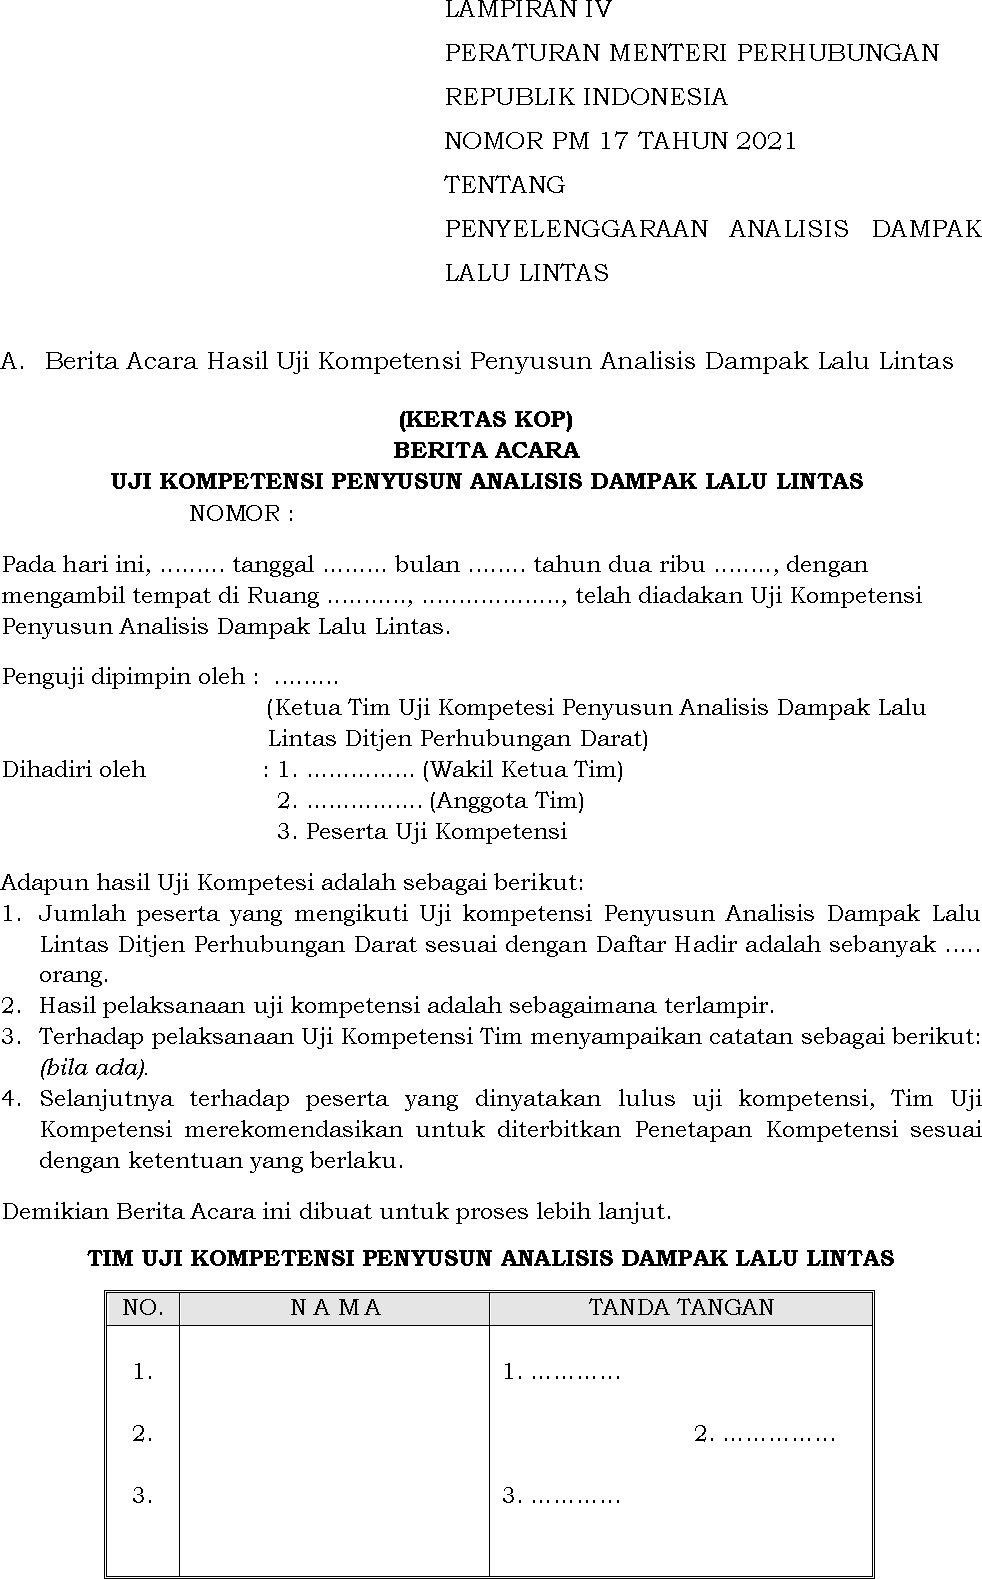 LAMPIRAN IV
PERATURAN MENTERI PERHUBUNGAN
REPUBLIK INDONESIA
NOMOR PM 17 TAHUN 2021
TENTANG
PENYELENGGARAAN ANALISIS DAMPAK
LALU LINTAS
A. Berita Acara Hasil Uji Kompetensi Penyusun Analisis Dampak Lalu Lintas
(KERTAS KOP)
BERITA ACARA
UJI KOMPETENSI PENYUSUN ANALISIS DAMPAK LALU LINTAS
NOMOR :
Pada hari ini, ......... tanggal ......... bulan ........ tahun dua ribu ........, dengan
mengambil tempat di Ruang ..........., ..................., telah diadakan Uji Kompetensi
Penyusun Analisis Dampak Lalu Lintas.
Penguji dipimpin oleh : .........
(Ketua Tim Uji Kompetesi Penyusun Analisis Dampak Lalu
Lintas Ditjen Perhubungan Darat)
Dihadiri oleh : 1. ............... (Wakil Ketua Tim)
2. ................ (Anggota Tim)
3. Peserta Uji Kompetensi
Adapun hasil Uji Kompetesi adalah sebagai berikut:
1. Jumlah peserta yang mengikuti Uji kompetensi Penyusun Analisis Dampak Lalu
Lintas Ditjen Perhubungan Darat sesuai dengan Daftar Hadir adalah sebanyak .....
orang.
2. Hasil pelaksanaan uji kompetensi adalah sebagaimana terlampir.
3. Terhadap pelaksanaan Uji Kompetensi Tim menyampaikan catatan sebagai berikut:
(bila ada).
4. Selanjutnya terhadap peserta yang dinyatakan lulus uji kompetensi, Tim Uji
Kompetensi merekomendasikan untuk diterbitkan Penetapan Kompetensi sesuai
dengan ketentuan yang berlaku.
Demikian Berita Acara ini dibuat untuk proses lebih lanjut.
TIM UJI KOMPETENSI PENYUSUN ANALISIS DAMPAK LALU LINTAS
NO. N A M A TANDA TANGAN
1. 1. ............
2. 2. ...............
3. 3. ............